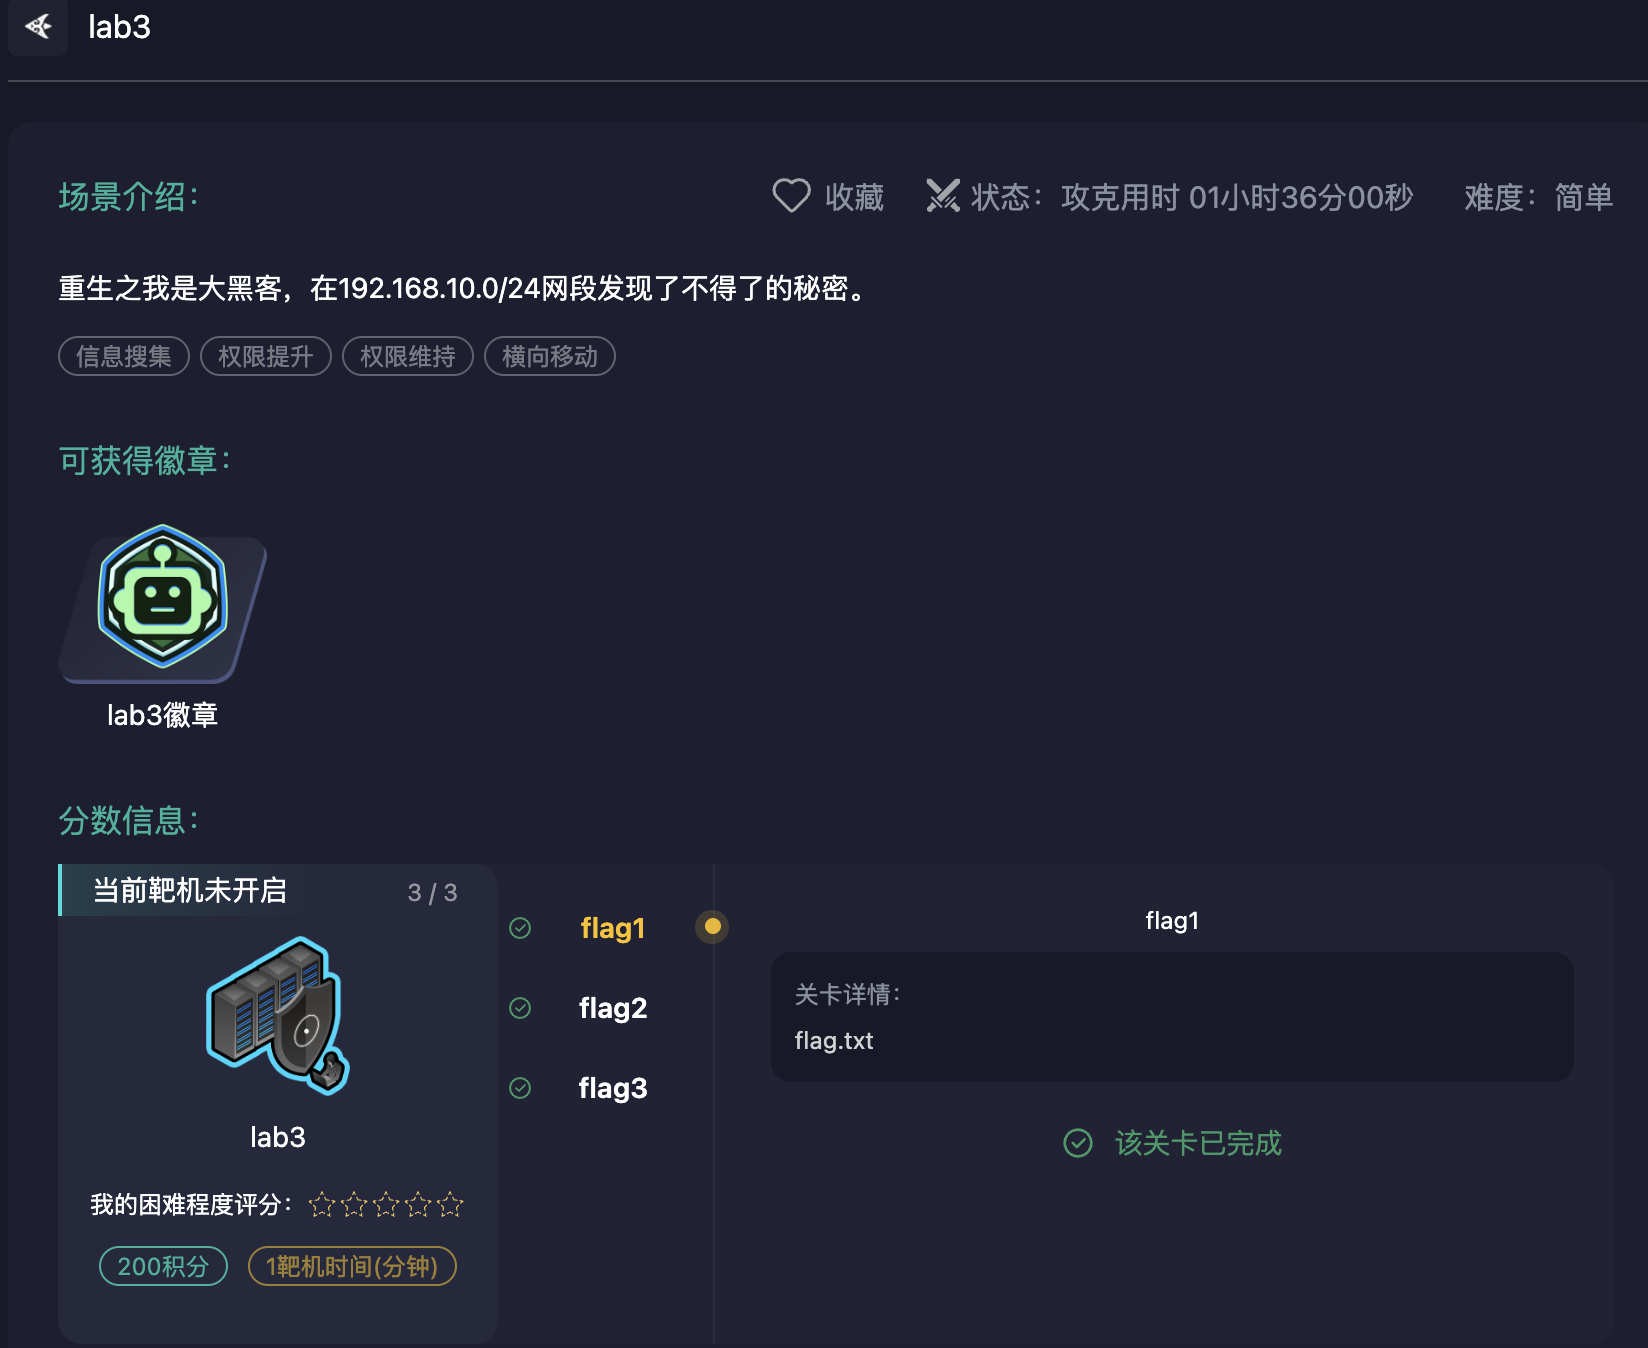 lab3
场景介绍：
收藏
状态：攻克用时 01小时36分00秒
难度：简单
重生之我是大黑客，在192.168.10.0/24网段发现了不得了的秘密。
信息搜集
权限提升
权限维持
横向移动
可获得徽章：
lab3徽章
分数信息：
当前靶机未开启
3 / 3
lab3
我的困难程度评分：
200积分
1靶机时间(分钟)
flag1
flag2
flag3
flag1
关卡详情：
flag.txt
该关卡已完成